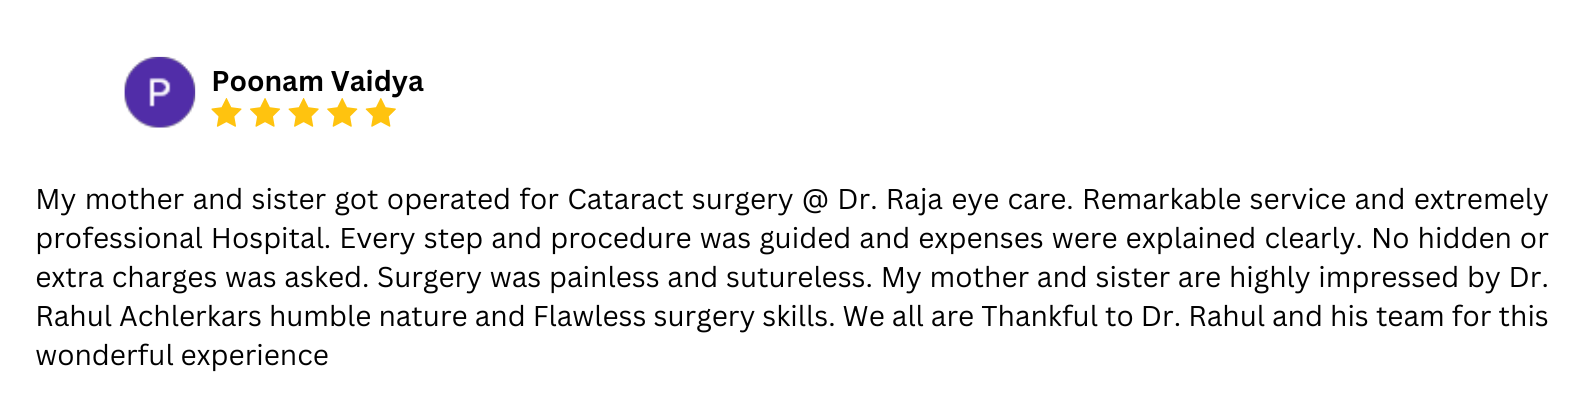 P
Poonam Vaidya
My mother and sister got operated for Cataract surgery @ Dr. Raja eye care. Remarkable service and extremely
professional Hospital. Every step and procedure was guided and expenses were explained clearly. No hidden or
extra charges was asked. Surgery was painless and sutureless. My mother and sister are highly impressed by Dr.
Rahul Achlerkars humble nature and Flawless surgery skills. We all are Thankful to Dr. Rahul and his team for this
wonderful experience